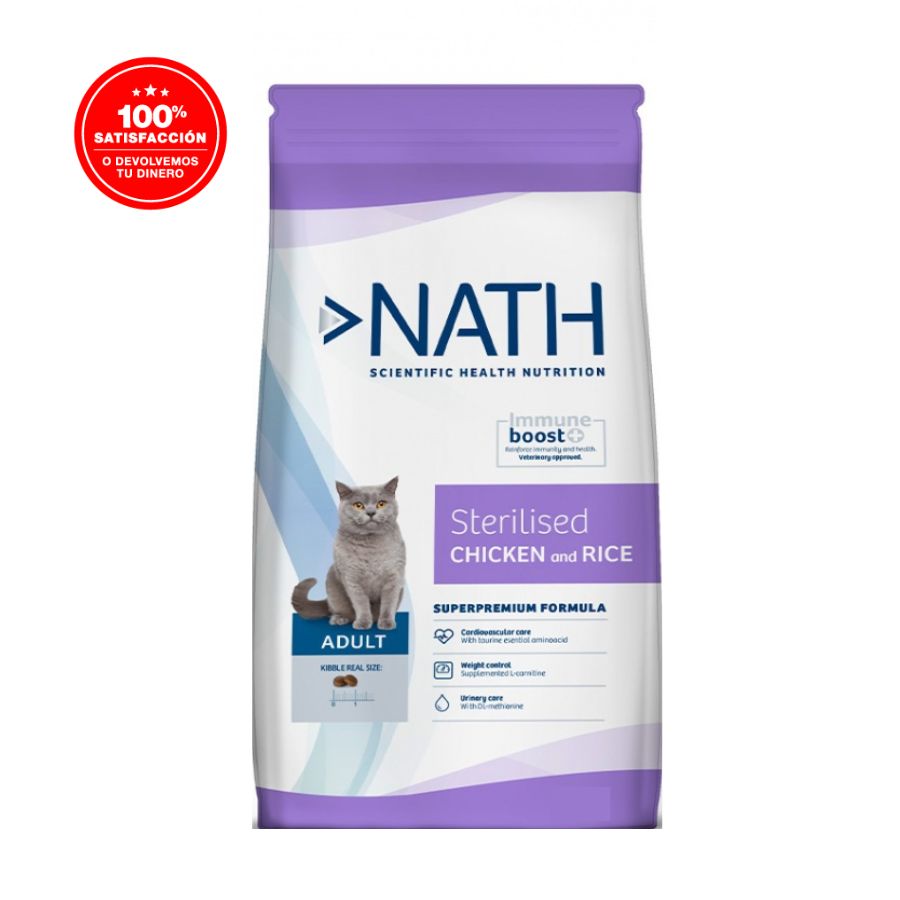 100%
SATISFACCIÓN
O DEVOLVEMOS
TU DINERO
NATH
SCIENTIFIC HEALTH NUTRITION
Immune
boost+
Reinforce immunity and health.
Veterinary approved.
Sterilised
CHICKEN and RICE
SUPERPREMIUM FORMULA
Cardiovascular care
With taurine esential aminoacid
Weight control
Supplemented L-carnitine
Urinary care
With DL-methionine
ADULT
KIBBLE REAL SIZE:
0 1